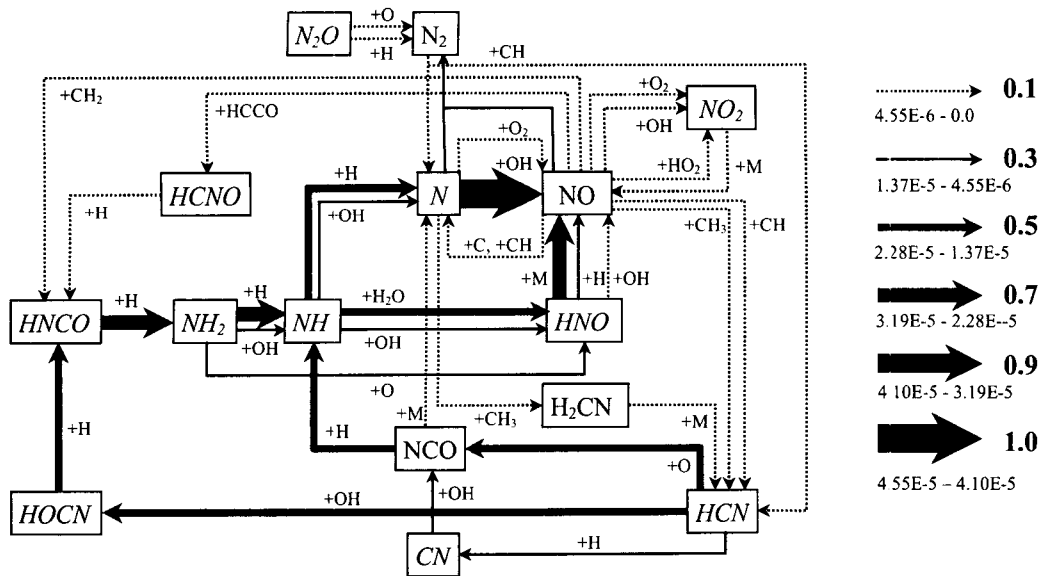 +O
N₂O
N₂
+H
+CH
+CH₂
+O₂
NO₂
+HCCO
+OH
+O₂
+HO₂
+M
+OH
+H
HCNO
N
NO
+H
+OH
+CH₃
+CH
+C, +CH
+M
+H
+OH
+H
+H
+H₂O
HNCO
NH₂
NH
HNO
+OH
+OH
+O
H₂CN
+M
+CH₃
+M
+H
+H
NCO
+O
+OH
+OH
HOCN
HCN
CN
+H
0.1
4.55E-6 - 0.0
0.3
1.37E-5 - 4.55E-6
0.5
2.28E-5 - 1.37E-5
0.7
3.19E-5 - 2.28E--5
0.9
4 10E-5 - 3.19E-5
1.0
4 55E-5 – 4.10E-5